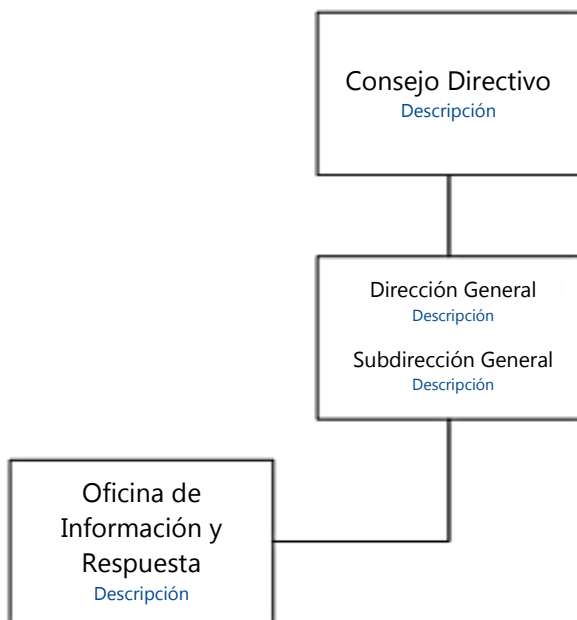 Consejo Directivo
Descripción
Dirección General
Descripción
Subdirección General
Descripción
Oficina de
Información y
Respuesta
Descripción